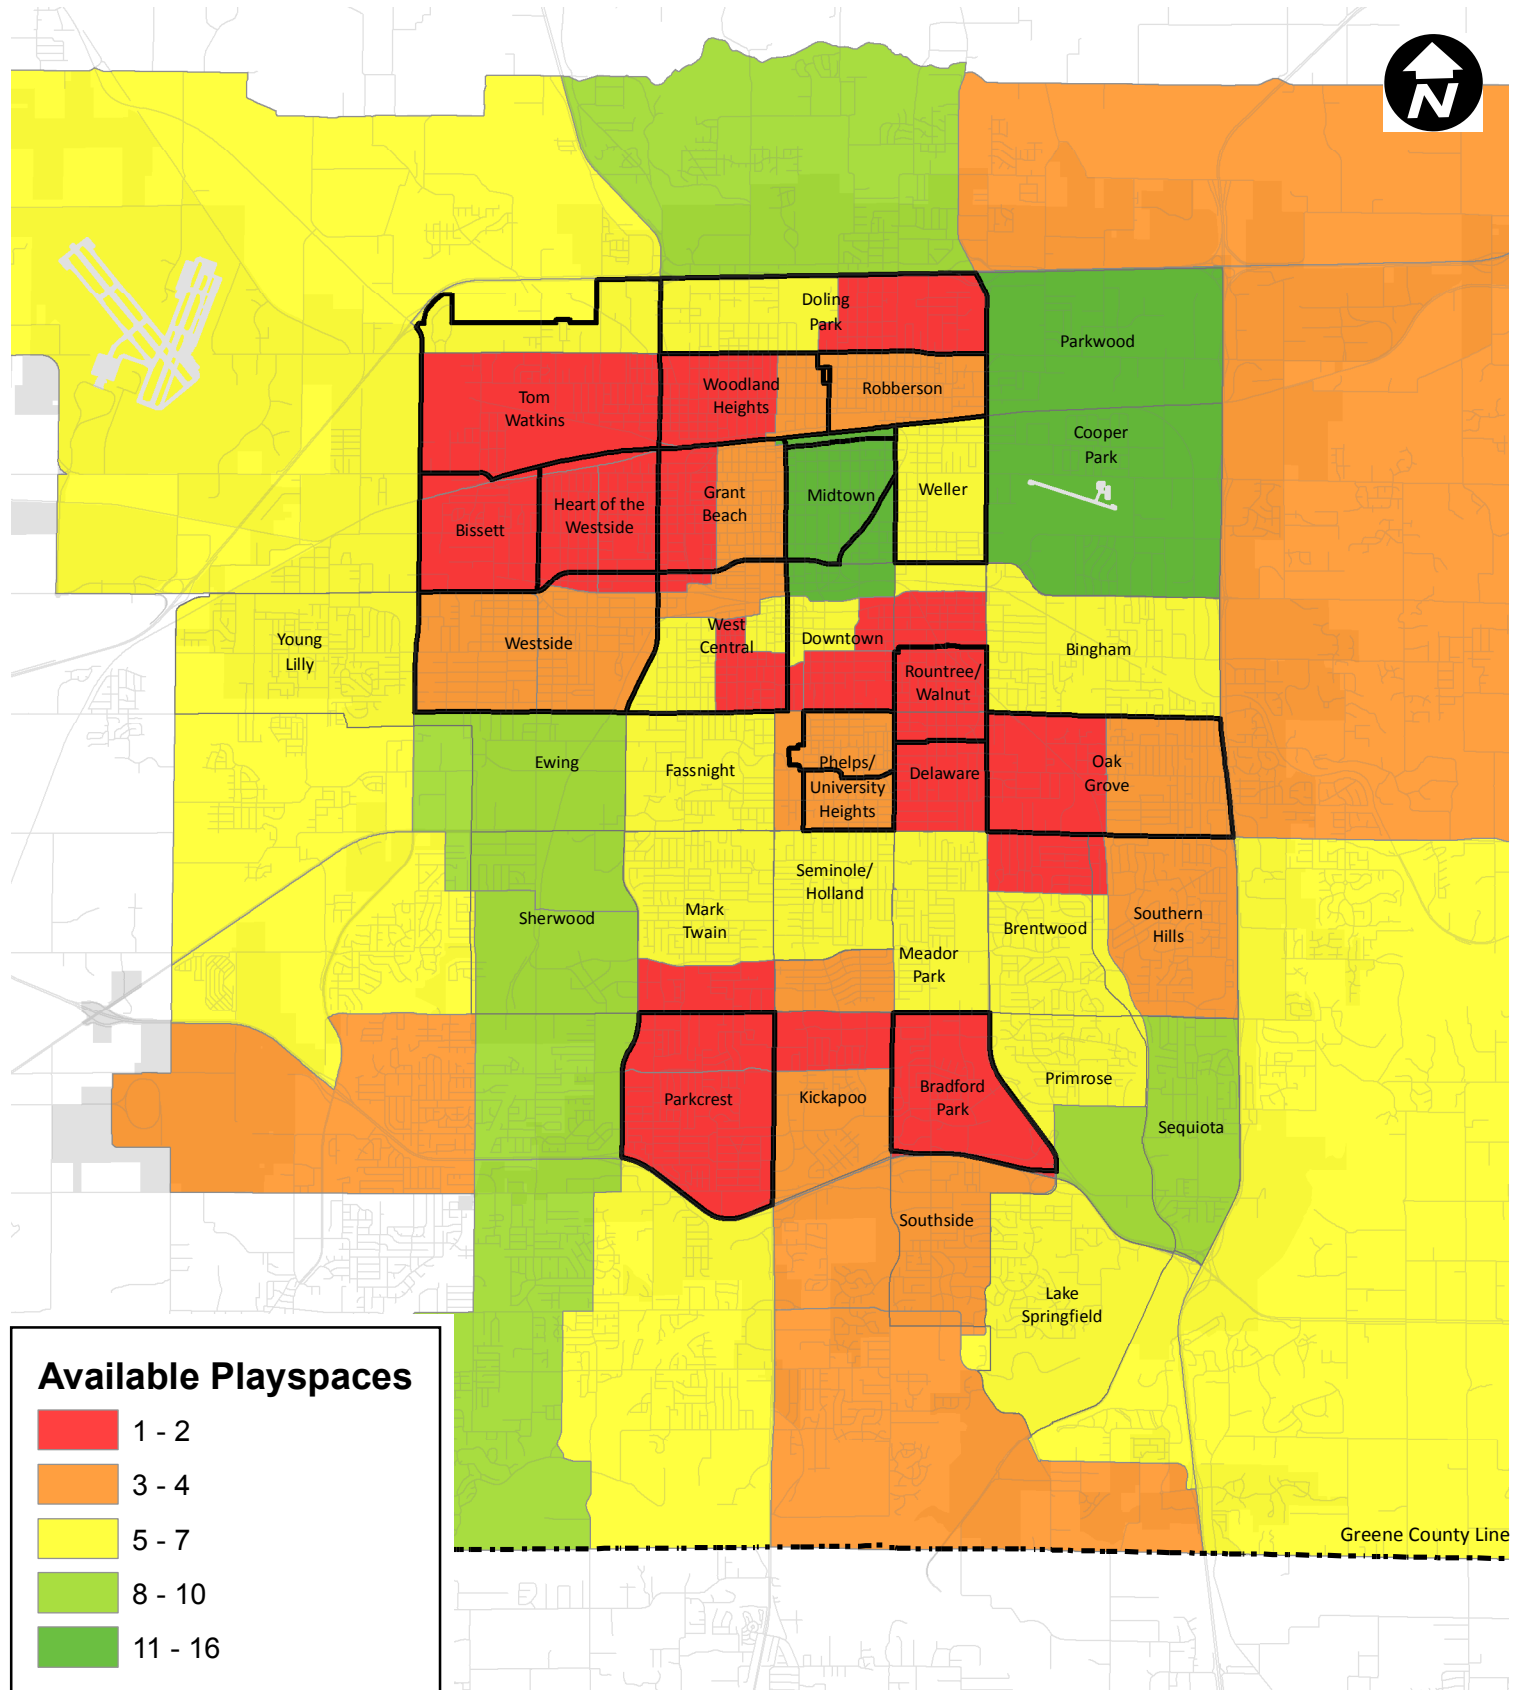 N
Doling
Park
Parkwood
Woodland
Heights
Robberson
Tom
Watkins
Cooper
Park
Grant
Beach
Midtown
Weller
Heart of the
Westside
Bissett
Young
Lilly
Westside
West
Central
Downtown
Bingham
Rountree/
Walnut
Ewing
Fassnight
Phelps/
University
Heights
Delaware
Oak
Grove
Seminole/
Holland
Sherwood
Mark
Twain
Meador
Park
Brentwood
Southern
Hills
Parkcrest
Kickapoo
Bradford
Park
Primrose
Sequiota
Southside
Lake
Springfield
Available Playspaces
1 - 2
3 - 4
5 - 7
8 - 10
11 - 16
Greene County Line